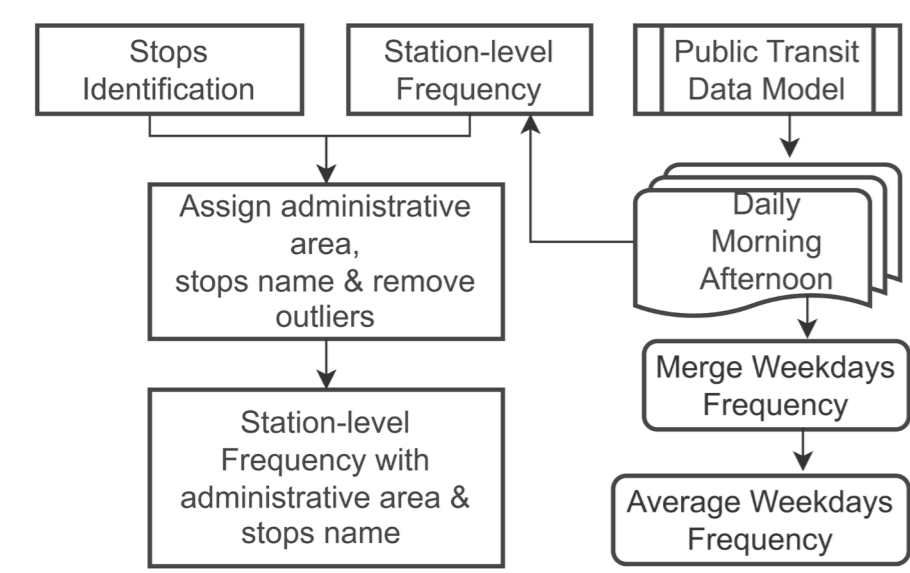 Stops
Identification
Station-level
Frequency
Public Transit
Data Model
Assign administrative
area,
stops name & remove
outliers
Daily
Morning
Afternoon
Merge Weekdays
Frequency
Station-level
Frequency with
administrative area &
stops name
Average Weekdays
Frequency